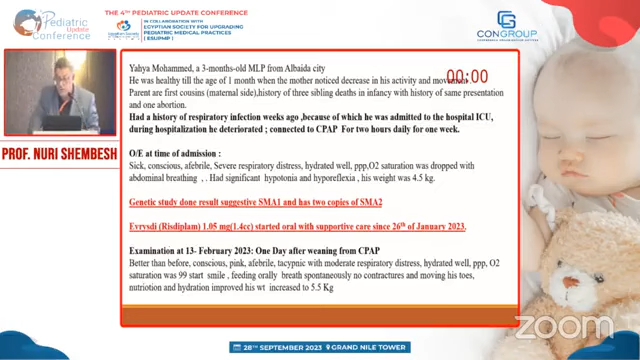 Pediatric
Update
Conference
THE 4TH PEDIATRIC UPDATE CONFERENCE
IN COLLABORATION WITH
EGYPTIAN SOCIETY FOR UPGRADING
PEDIATRIC MEDICAL PRACTICES
(ESUPMP)
CONGROUP
Yahya Mohammed, a 3-months-old MLP from Albaida city
He was healthy till the age of 1 month when the mother noticed decrease in his activity and movement.
00:00
Parent are first cousins (maternal side),history of three sibling deaths in infancy with history of same presentation
and one abortion.
Had a history of respiratory infection weeks ago ,because of which he was admitted to the hospital ICU,
during hospitalization he deteriorated ; connected to CPAP For two hours daily for one week.
O/E at time of admission :
Sick, conscious, afebrile, Severe respiratory distress, hydrated well, ppp,O2 saturation was dropped with
abdominal breathing , . Had significant hypotonia and hyporeflexia , his weight was 4.5 kg.
Genetic study done result suggestive SMA1 and has two copies of SMA2
Evrysdi (Risdiplam) 1.05 mg(1.4cc) started oral with supportive care since 26th of January 2023.
Examination at 13- February 2023: One Day after weaning from CPAP
Better than before, conscious, pink, afebrile, tacypnic with moderate respiratory distress, hydrated well, ppp, O2
saturation was 99 start smile , feeding orally breath spontaneously no contractures and moving his toes,
nutriotion and hydration improved his wt increased to 5.5 Kg
PROF. NURI SHEMBESH
zoom
28TH SEPTEMBER 2023 GRAND NILE TOWER